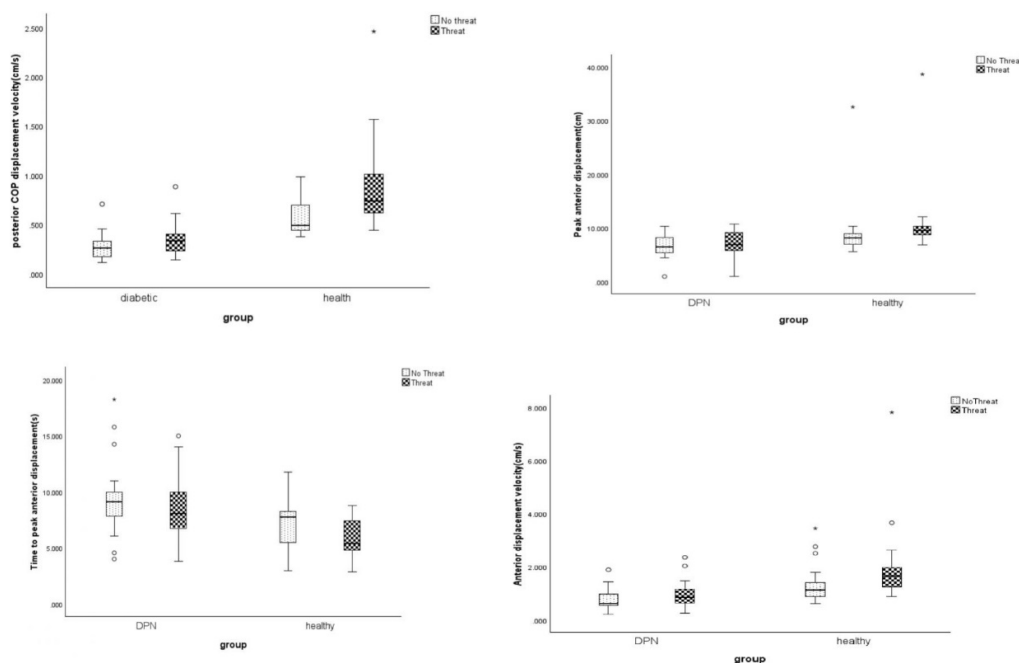 No threat
Threat
2.500
2.000
1.500
1.000
.500
.000
posterior COP displacement velocity(cm/s)
diabetic health
group
No Threat
Threat
40.000
30.000
20.000
10.000
.000
Peak anterior displacement(cm)
DPN healthy
group
No Threat
Threat
20.000
15.000
10.000
5.000
.000
Time to peak anterior displacement(s)
DPN healthy
group
NoThreat
Threat
8.000
6.000
4.000
2.000
.000
Anterior displacement velocity(cm/s)
DPN healthy
group